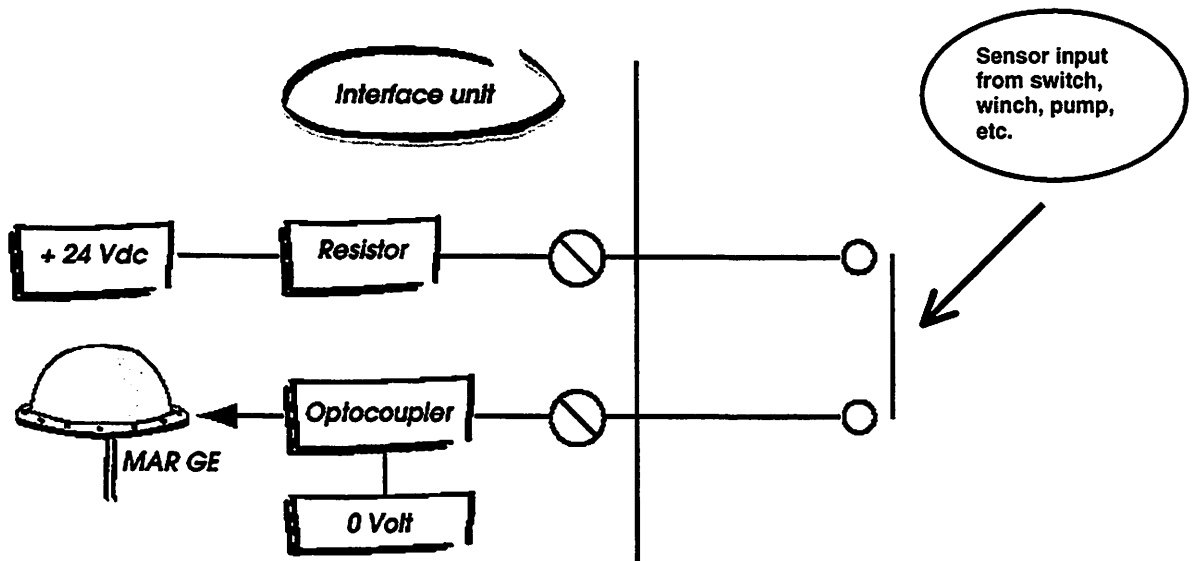 Interface unit
Sensor input
from switch,
winch, pump,
etc.
+ 24 Vdc
Resistor
Optocoupler
MAR GE
0 Volt